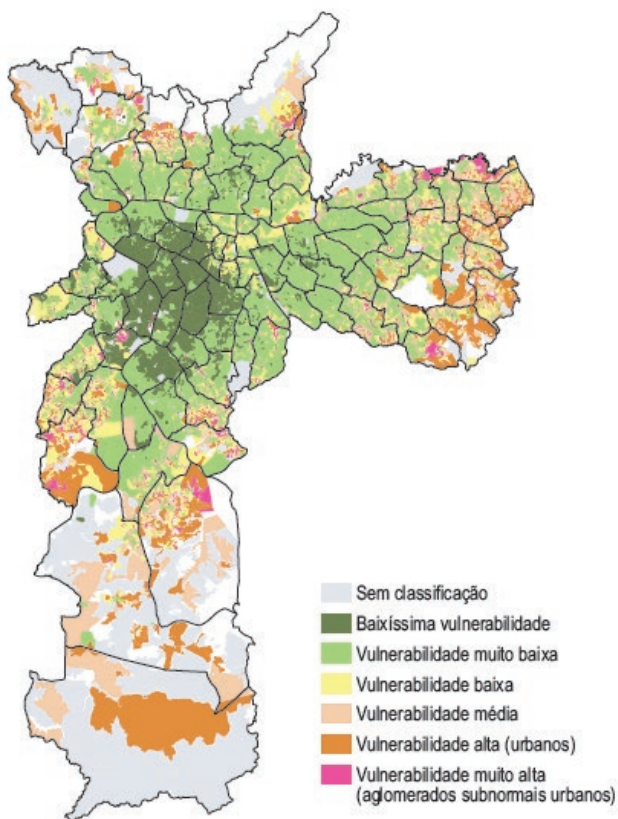 Sem classificação
Baixíssima vulnerabilidade
Vulnerabilidade muito baixa
Vulnerabilidade baixa
Vulnerabilidade média
Vulnerabilidade alta (urbanos)
Vulnerabilidade muito alta
(aglomerados subnormais urbanos)